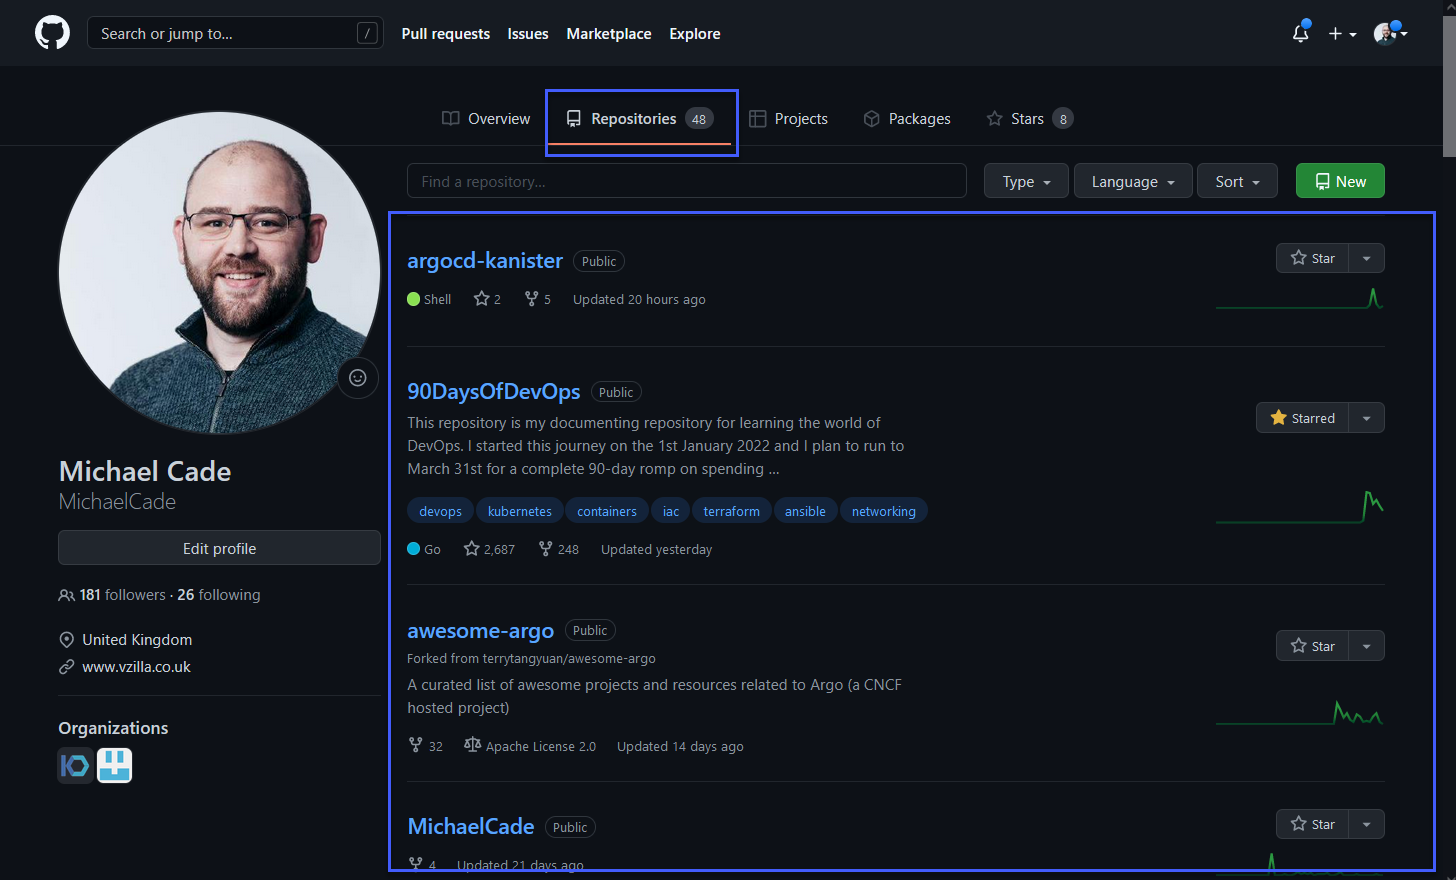 Search or jump to... /
Pull requests Issues Marketplace Explore
Overview Repositories 48 Projects Packages Stars 8
Find a repository...
Type Language Sort New
Michael Cade
MichaelCade
Edit profile
181 followers · 26 following
United Kingdom
www.vzilla.co.uk
Organizations
argocd-kanister Public
Star
Shell 2 5 Updated 20 hours ago
90DaysOfDevOps Public
Starred
This repository is my documenting repository for learning the world of
DevOps. I started this journey on the 1st January 2022 and I plan to run to
March 31st for a complete 90-day romp on spending ...
devops kubernetes containers iac terraform ansible networking
Go 2,687 248 Updated yesterday
awesome-argo Public
Star
Forked from terrytangyuan/awesome-argo
A curated list of awesome projects and resources related to Argo (a CNCF
hosted project)
32 Apache License 2.0 Updated 14 days ago
MichaelCade Public
Star
4 Updated 21 days ago